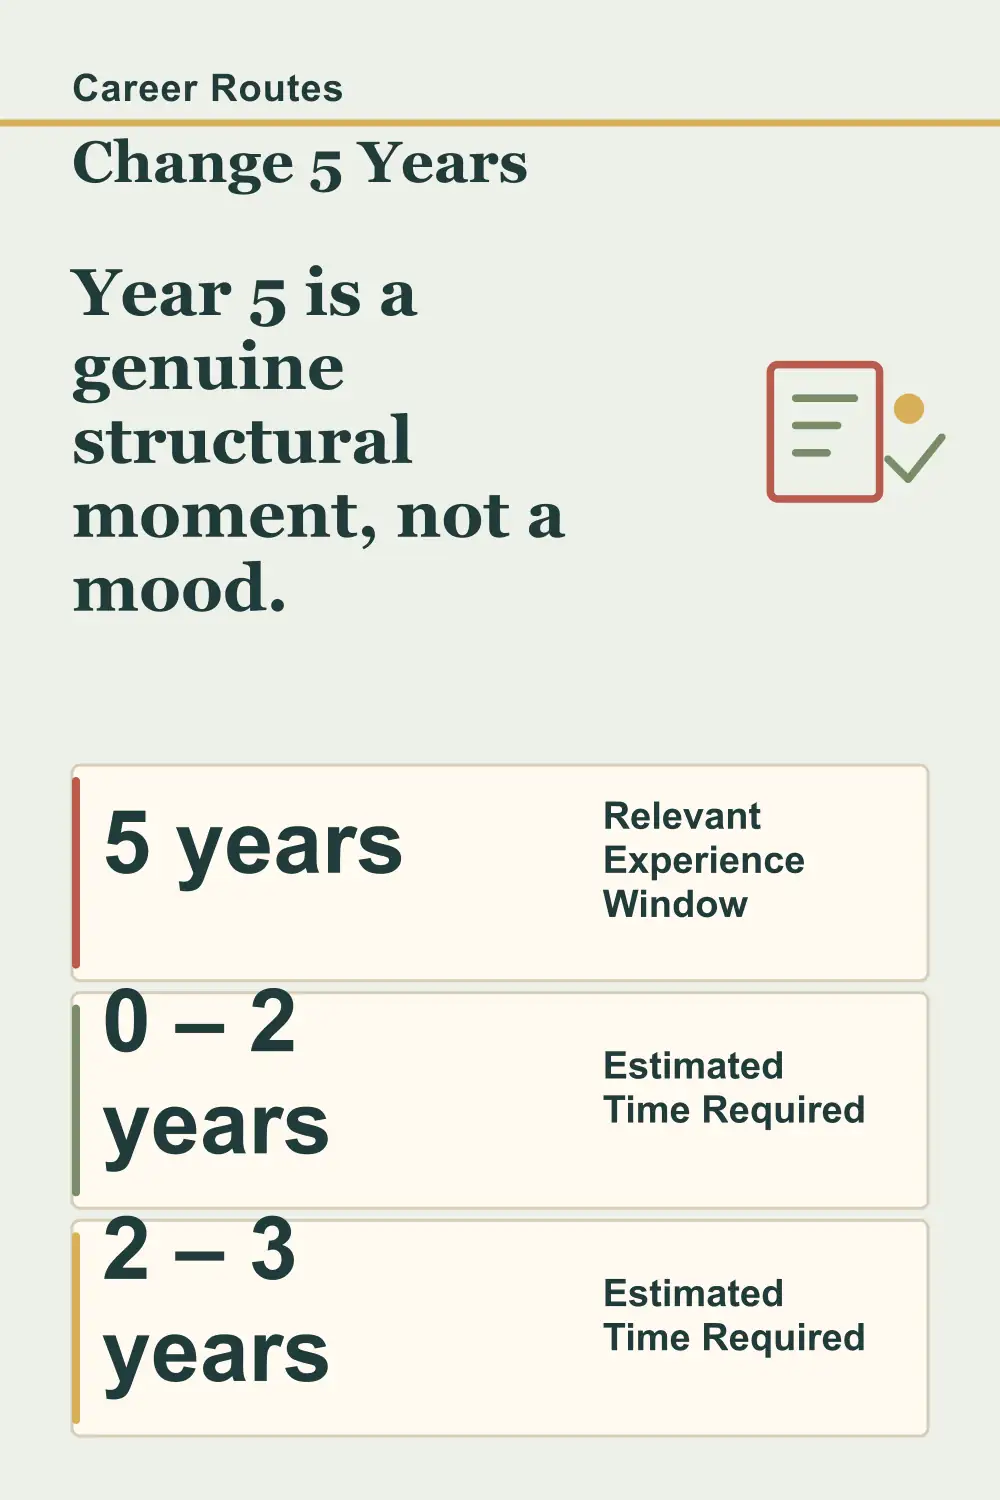 Career Routes
Change 5 Years
Year 5 is a
genuine
structural
moment, not a
mood.
5 years
Relevant
Experience
Window
0 – 2
years
Estimated
Time Required
2 – 3
years
Estimated
Time Required